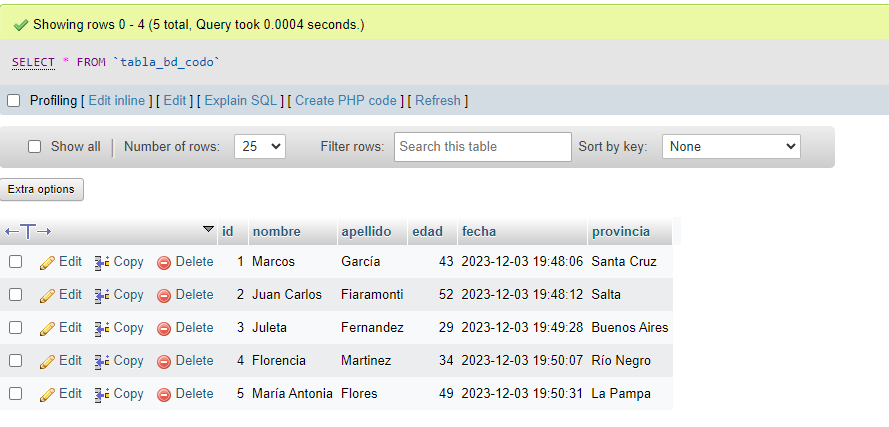 Showing rows 0 - 4 (5 total, Query took 0.0004 seconds.)
SELECT * FROM `tabla_bd_codo`
Profiling [ Edit inline ] [ Edit ] [ Explain SQL ] [ Create PHP code ] [ Refresh ]
Show all Number of rows: 25 Filter rows: Search this table Sort by key: None
Extra options
id nombre apellido edad fecha provincia
Edit Copy Delete 1 Marcos García 43 2023-12-03 19:48:06 Santa Cruz
Edit Copy Delete 2 Juan Carlos Fiaramonti 52 2023-12-03 19:48:12 Salta
Edit Copy Delete 3 Juleta Fernandez 29 2023-12-03 19:49:28 Buenos Aires
Edit Copy Delete 4 Florencia Martinez 34 2023-12-03 19:50:07 Río Negro
Edit Copy Delete 5 María Antonia Flores 49 2023-12-03 19:50:31 La Pampa